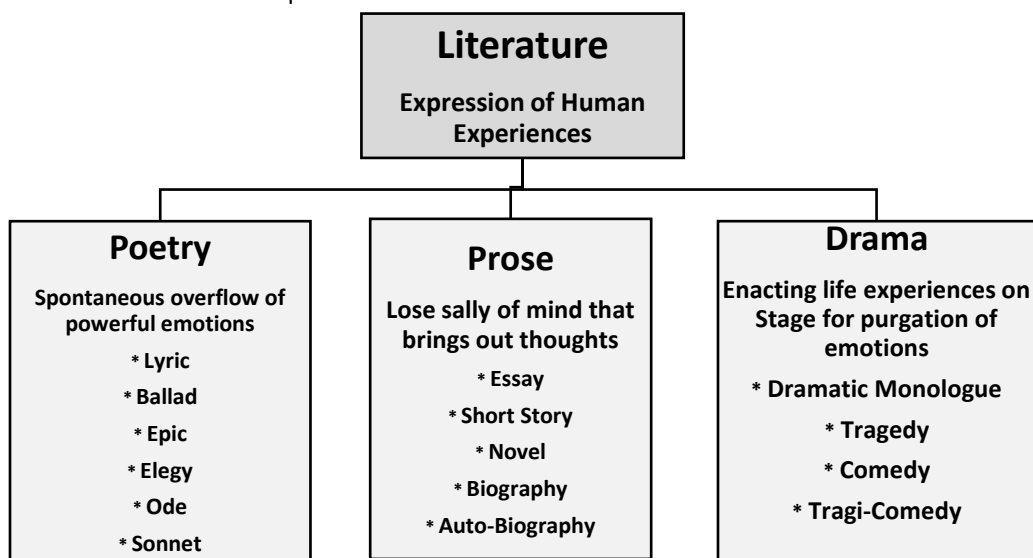 Literature
Expression of Human
Experiences
Poetry
Spontaneous overflow of
powerful emotions
* Lyric
* Ballad
* Epic
* Elegy
* Ode
* Sonnet
Prose
Lose sally of mind that
brings out thoughts
* Essay
* Short Story
* Novel
* Biography
* Auto-Biography
Drama
Enacting life experiences on
Stage for purgation of
emotions
* Dramatic Monologue
* Tragedy
* Comedy
* Tragi-Comedy